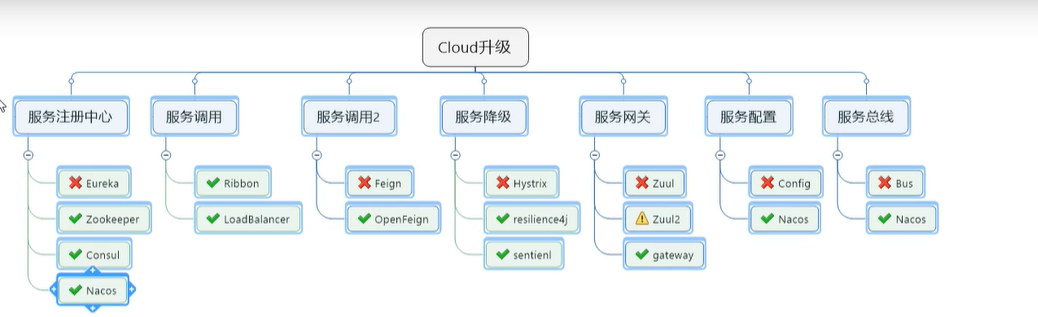 Cloud升级
服务注册中心
服务调用
服务调用2
服务降级
服务网关
服务配置
服务总线
Eureka
Zookeeper
Consul
Nacos
Ribbon
LoadBalancer
Feign
OpenFeign
Hystrix
resilience4j
sentienl
Zuul
Zuul2
gateway
Config
Nacos
Bus
Nacos